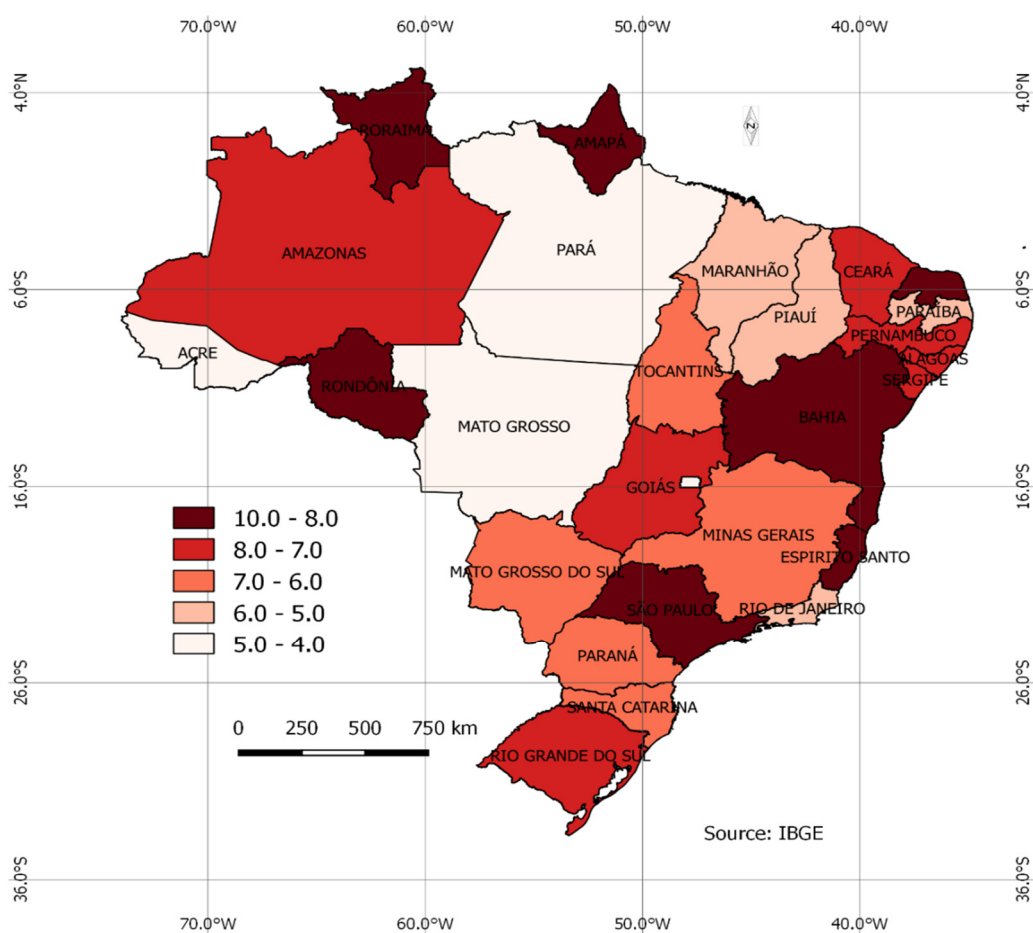 70.0°W 60.0°W 50.0°W 40.0°W
4.0°N 4.0°N
RORAIMA
AMAPÁ
N
AMAZONAS
PARÁ
MARANHÃO
CEARÁ
6.0°S 6.0°S
PARAÍBA
PIAUÍ
PERNAMBUCO
ACRE
ALAGOAS
TOCANTINS
SERGIPE
RONDÔNIA
BAHIA
MATO GROSSO
16.0°S 16.0°S
GOIÁS
10.0 - 8.0
MINAS GERAIS
8.0 - 7.0
ESPIRITO SANTO
MATO GROSSO DO SUL
7.0 - 6.0
SÃO PAULO
RIO DE JANEIRO
6.0 - 5.0
5.0 - 4.0
PARANÁ
26.0°S 26.0°S
SANTA CATARINA
0 250 500 750 km
RIO GRANDE DO SUL
Source: IBGE
36.0°S 36.0°S
70.0°W 60.0°W 50.0°W 40.0°W